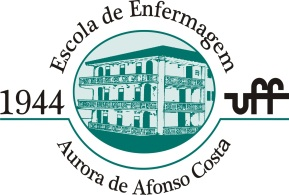 Escola de Enfermagem
1944 uff
Aurora de Afonso Costa